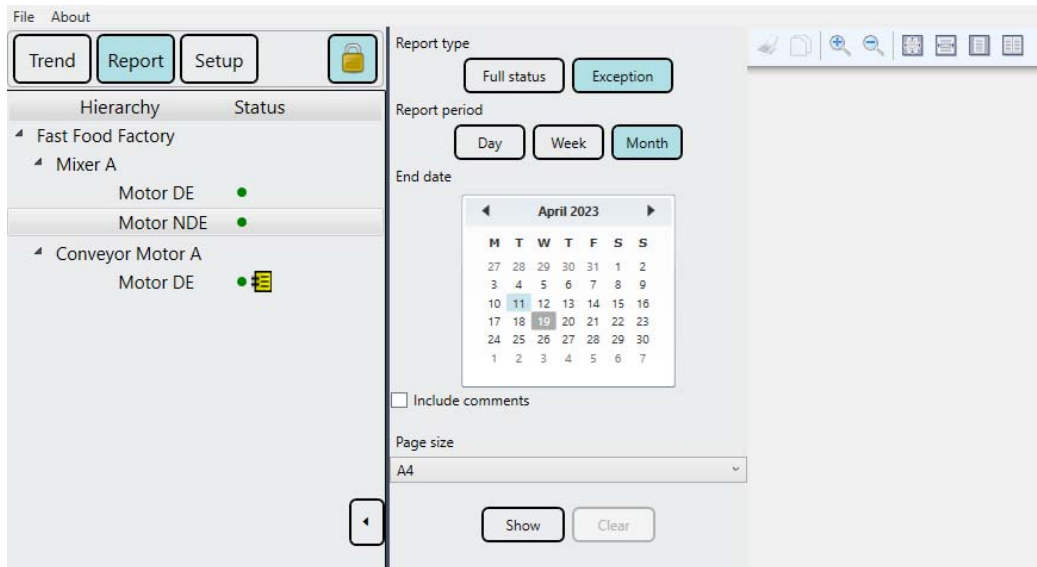 File About
Trend Report Setup
Hierarchy Status
Fast Food Factory
Mixer A
Motor DE
Motor NDE
Conveyor Motor A
Motor DE
Report type
Full status Exception
Report period
Day Week Month
End date
April 2023
M T W T F S S
27 28 29 30 31 1 2
3 4 5 6 7 8 9
10 11 12 13 14 15 16
17 18 19 20 21 22 23
24 25 26 27 28 29 30
1 2 3 4 5 6 7
Include comments
Page size
A4
Show Clear